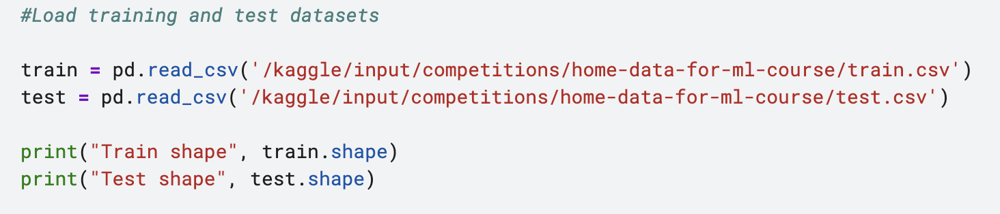 #Load training and test datasets
train = pd.read_csv('/kaggle/input/competitions/home-data-for-ml-course/train.csv')
test = pd.read_csv('/kaggle/input/competitions/home-data-for-ml-course/test.csv')
print("Train shape", train.shape)
print("Test shape", test.shape)